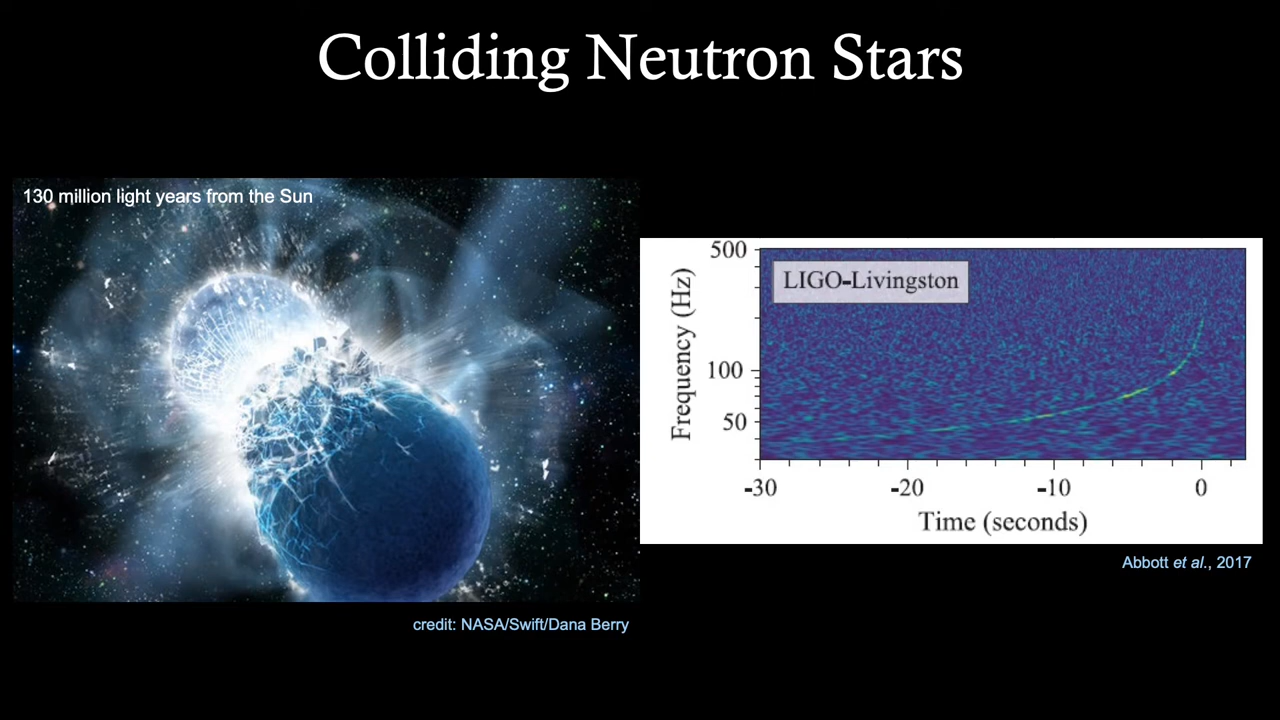 Colliding Neutron Stars
130 million light years from the Sun
credit: NASA/Swift/Dana Berry
500
100
50
Frequency (Hz)
LIGO-Livingston
-30 -20 -10 0
Time (seconds)
Abbott et al., 2017